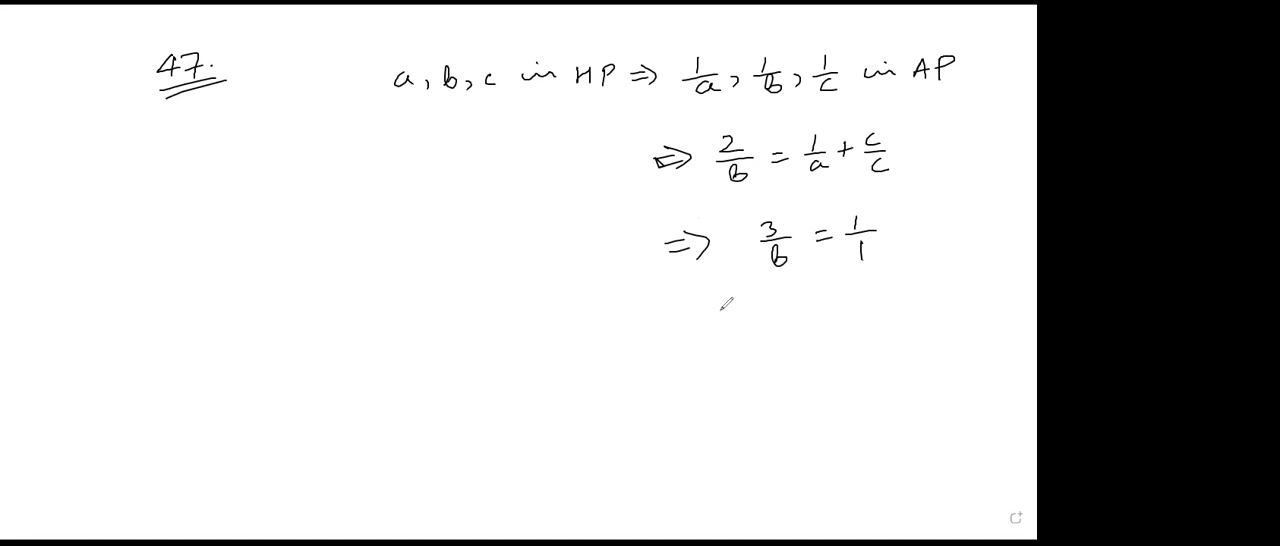 47. a, b, c in HP ⇒ 1/a, 1/b, 1/c in AP
⇒ 2/b = 1/a + c/c
⇒ 3/b = 1/1